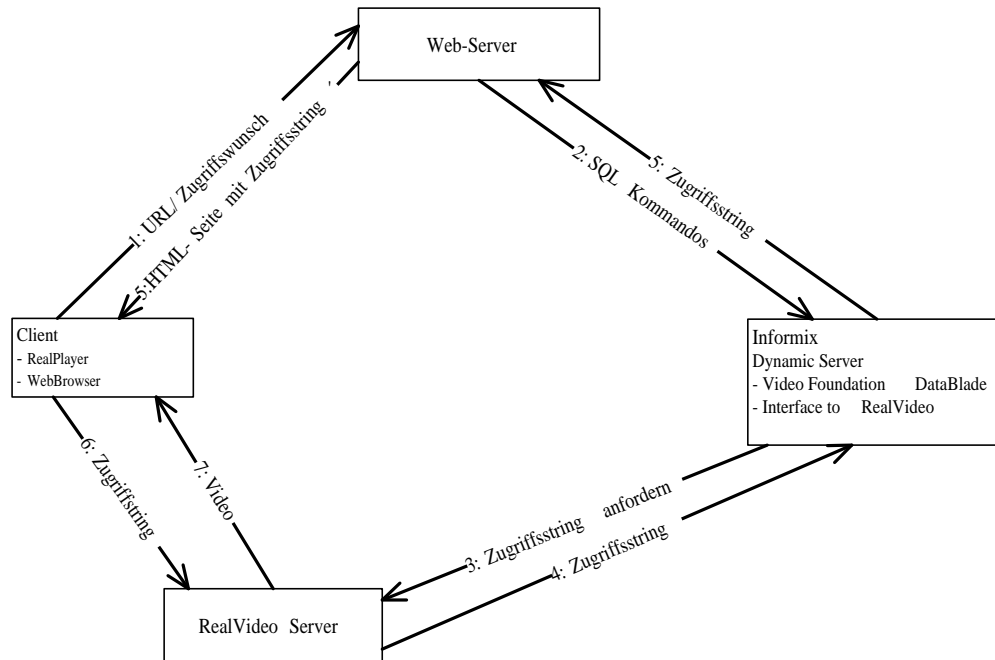 Web-Server
1: URL/ Zugriffswunsch
5:HTML- Seite mit Zugriffsstring '
2: SQL Kommandos
5: Zugriffsstring
Client
- RealPlayer
- WebBrowser
Informix
Dynamic Server
- Video Foundation DataBlade
- Interface to RealVideo
6: Zugriffstring
7: Video
3: Zugriffsstring anfordern
4: Zugriffsstring
RealVideo Server